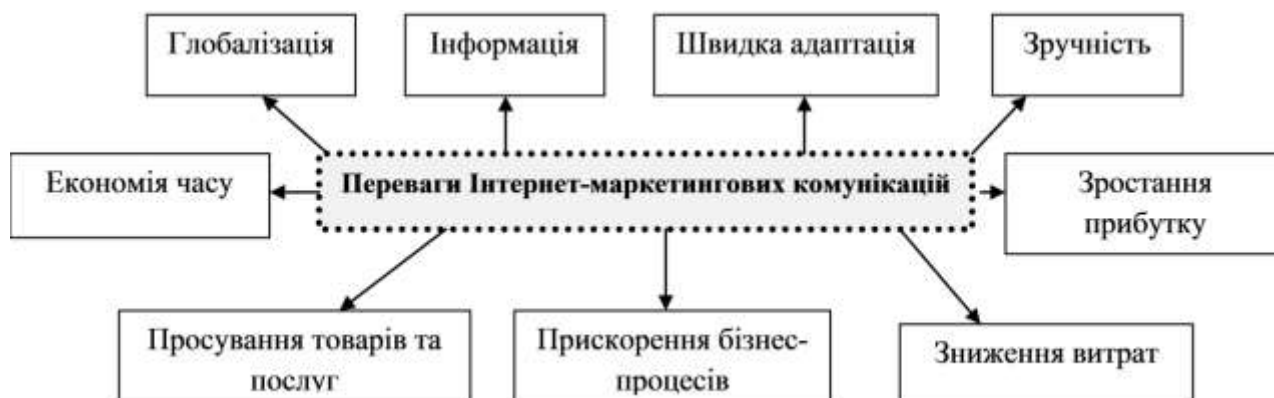 Глобалізація
Інформація
Швидка адаптація
Зручність
Економія часу
Переваги Інтернет-маркетингових комунікацій
Зростання
прибутку
Просування товарів та
послуг
Прискорення бізнес-
процесів
Зниження витрат